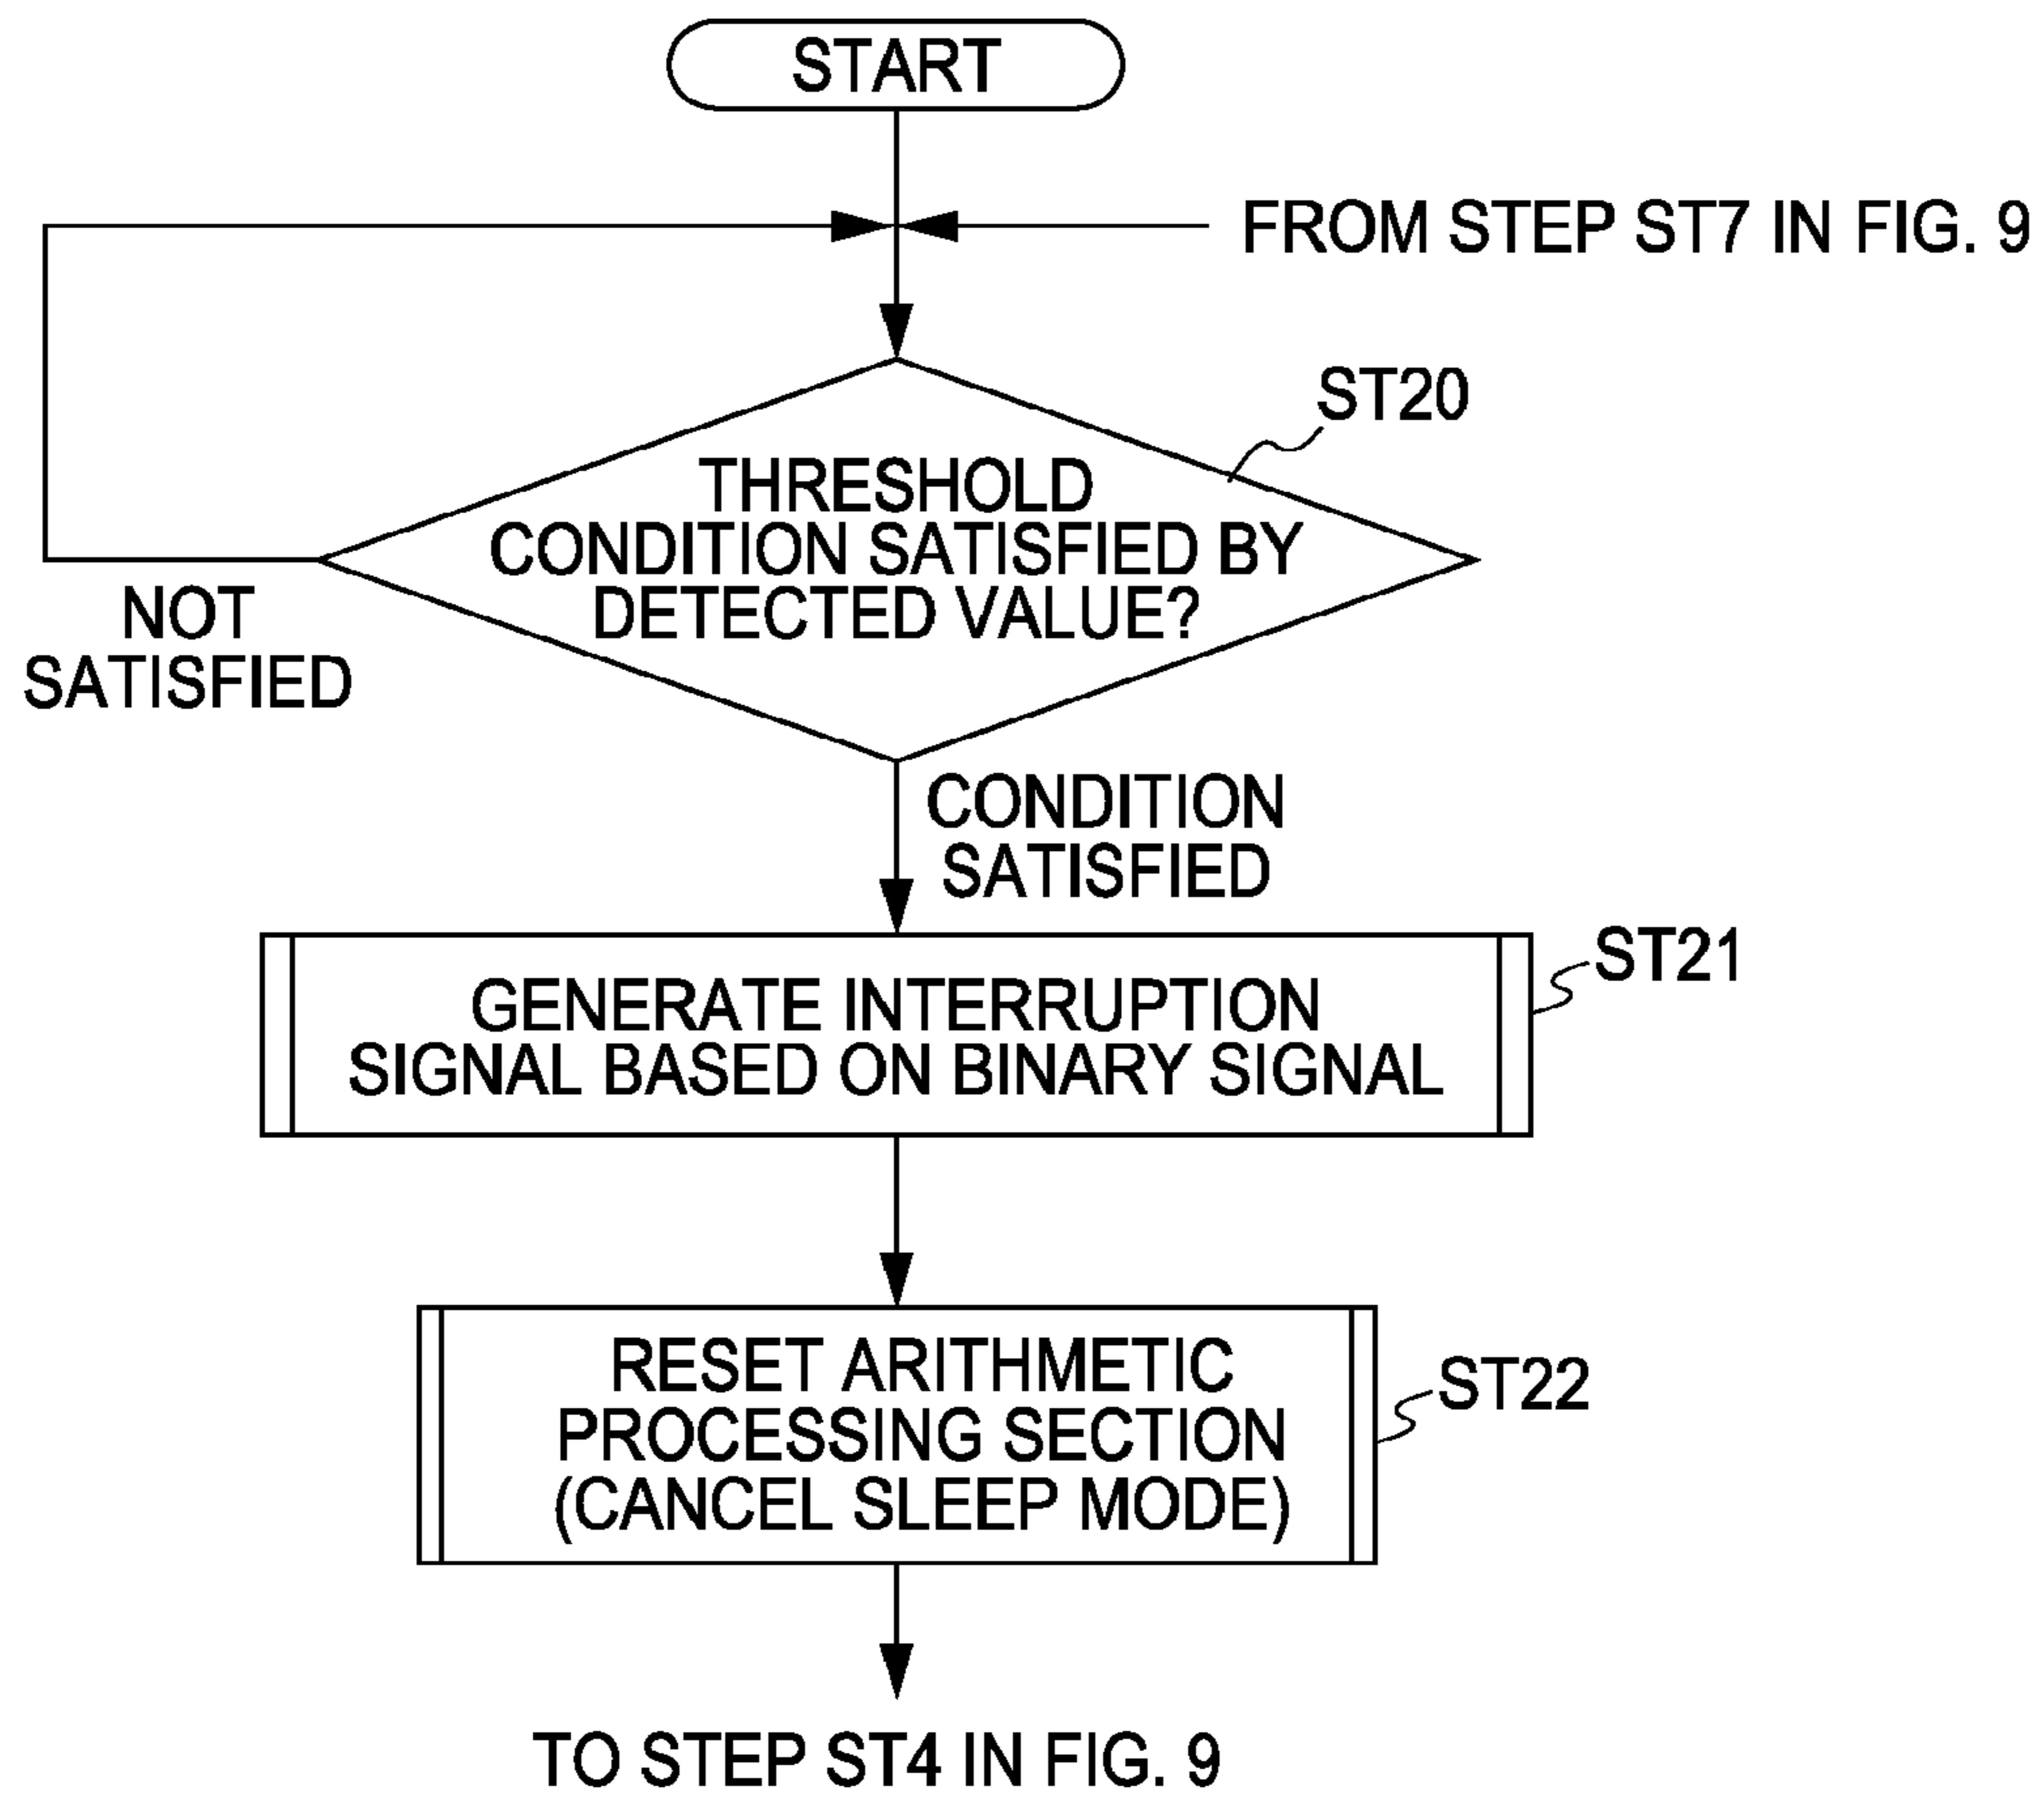 START
FROM STEP ST7 IN FIG. 9
ST20
THRESHOLD
CONDITION SATISFIED BY
DETECTED VALUE?
NOT
SATISFIED
CONDITION
SATISFIED
ST21
GENERATE INTERRUPTION
SIGNAL BASED ON BINARY SIGNAL
ST22
RESET ARITHMETIC
PROCESSING SECTION
(CANCEL SLEEP MODE)
TO STEP ST4 IN FIG. 9